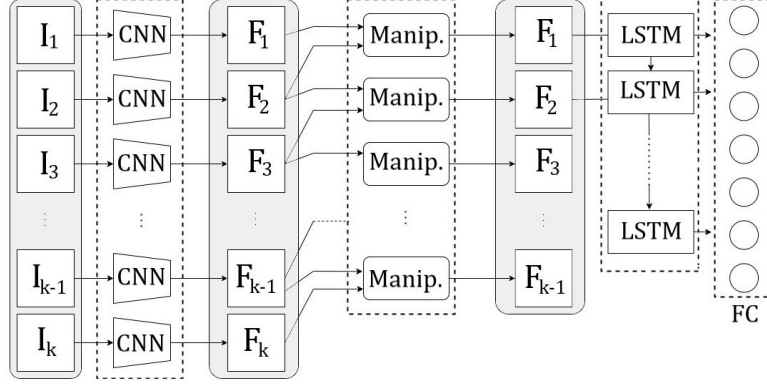 I1 CNN F1 Manip. F1 LSTM
I2 CNN F2 Manip. F2 LSTM
I3 CNN F3 Manip. F3
LSTM
Ik-1 CNN Fk-1 Manip. Fk-1
FC
Ik CNN Fk